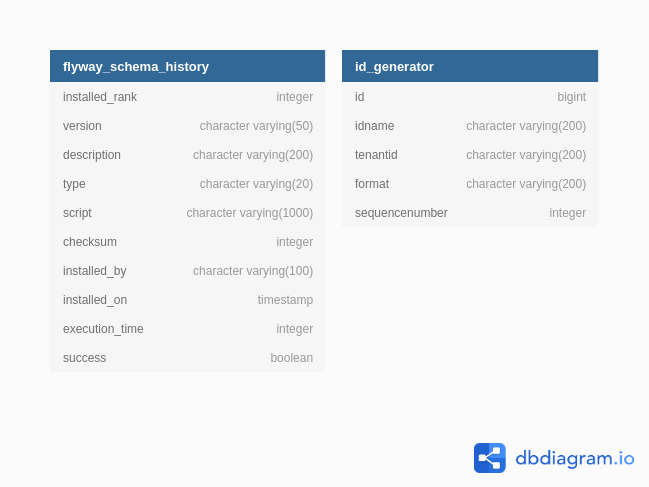 flyway_schema_history
installed_rank integer
version character varying(50)
description character varying(200)
type character varying(20)
script character varying(1000)
checksum integer
installed_by character varying(100)
installed_on timestamp
execution_time integer
success boolean
id_generator
id bigint
idname character varying(200)
tenantid character varying(200)
format character varying(200)
sequencenumber integer
dbdiagram.io